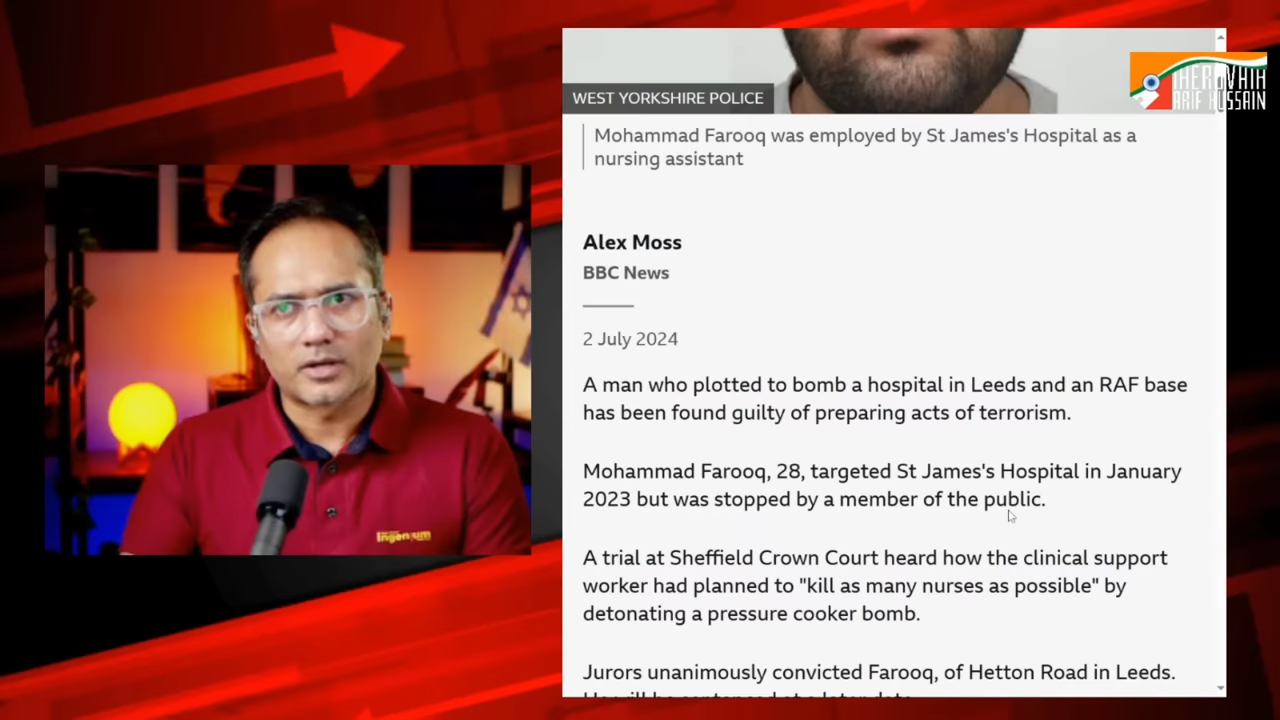 WEST YORKSHIRE POLICE
Mohammad Farooq was employed by St James's Hospital as a
nursing assistant
Alex Moss
BBC News
2 July 2024
A man who plotted to bomb a hospital in Leeds and an RAF base
has been found guilty of preparing acts of terrorism.
Mohammad Farooq, 28, targeted St James's Hospital in January
2023 but was stopped by a member of the public.
A trial at Sheffield Crown Court heard how the clinical support
worker had planned to "kill as many nurses as possible" by
detonating a pressure cooker bomb.
Jurors unanimously convicted Farooq, of Hetton Road in Leeds.
ARIF HUSSAIN